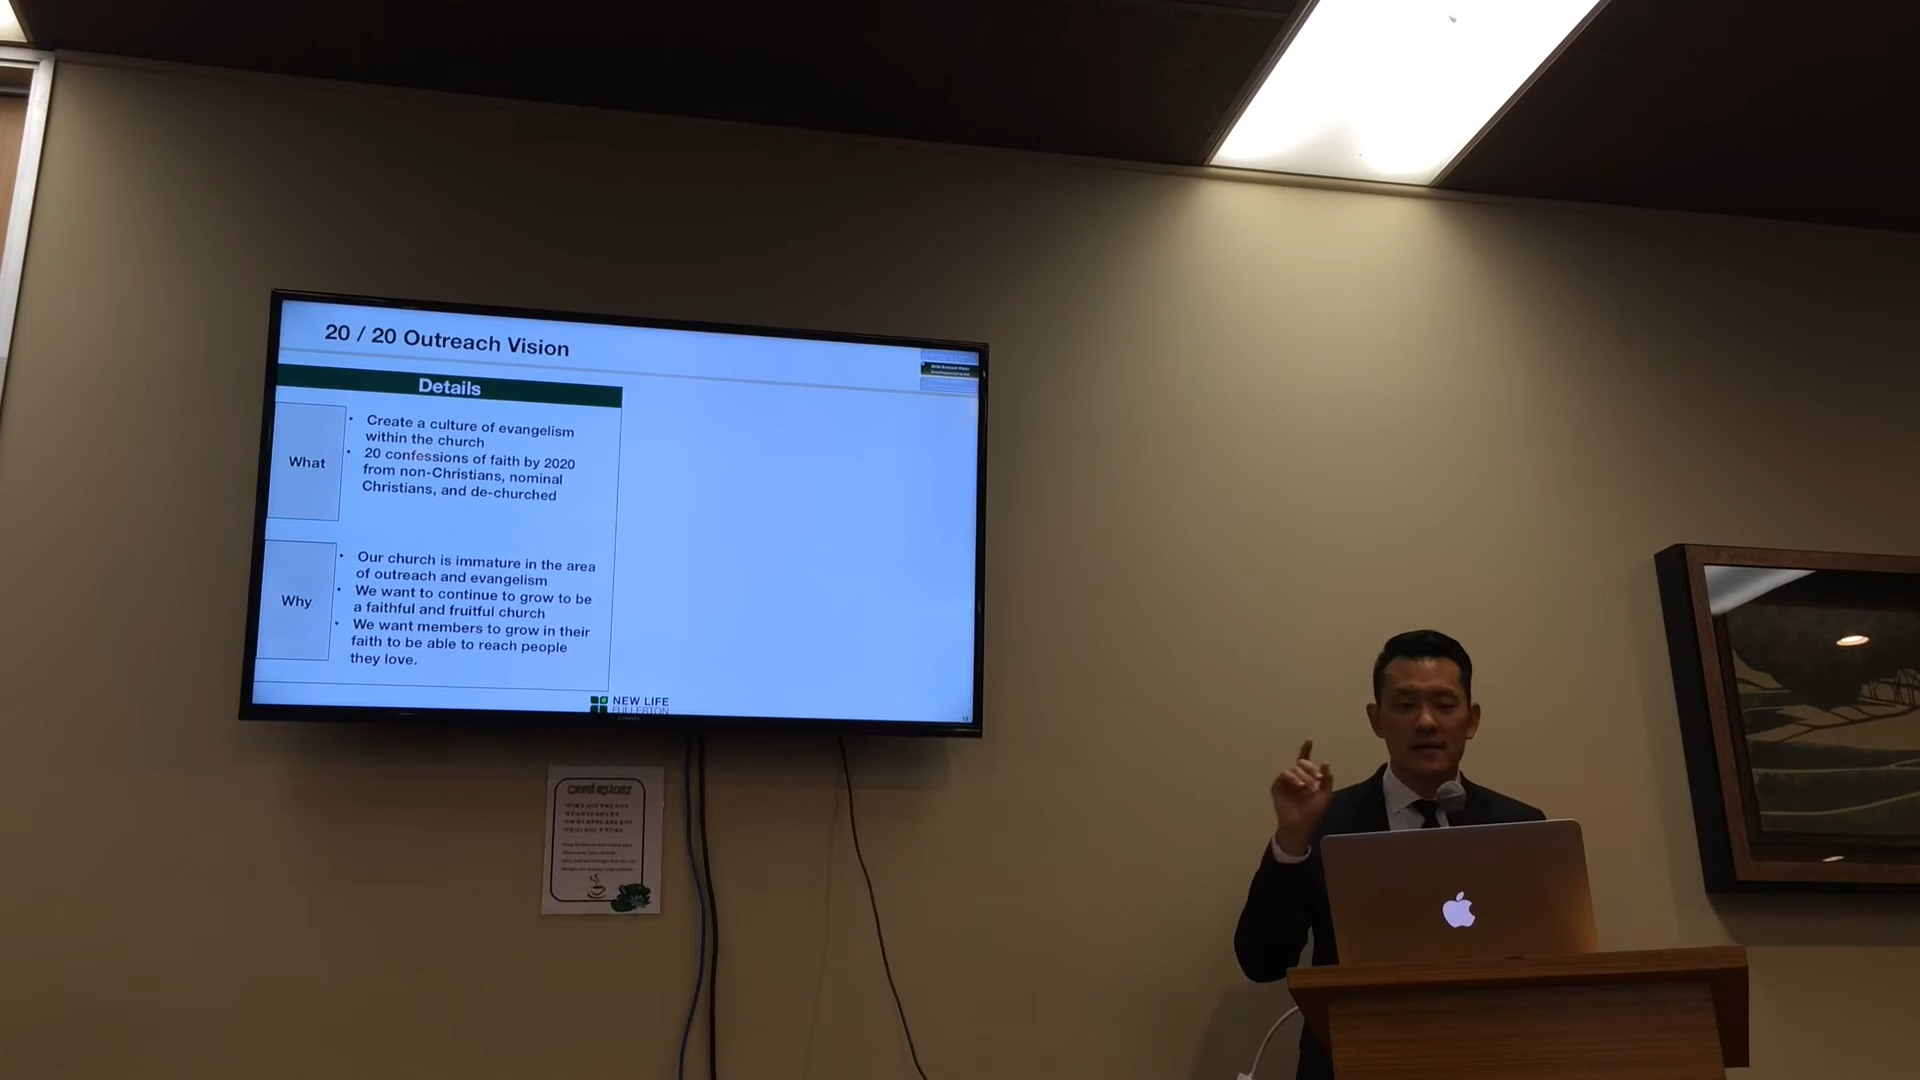 20 / 20 Outreach Vision
Details
What
• Create a culture of evangelism
within the church
• 20 confessions of faith by 2020
from non-Christians, nominal
Christians, and de-churched
Why
• Our church is immature in the area
of outreach and evangelism
• We want to continue to grow to be
a faithful and fruitful church
• We want members to grow in their
faith to be able to reach people
they love.
NEW LIFE
FULLERTON